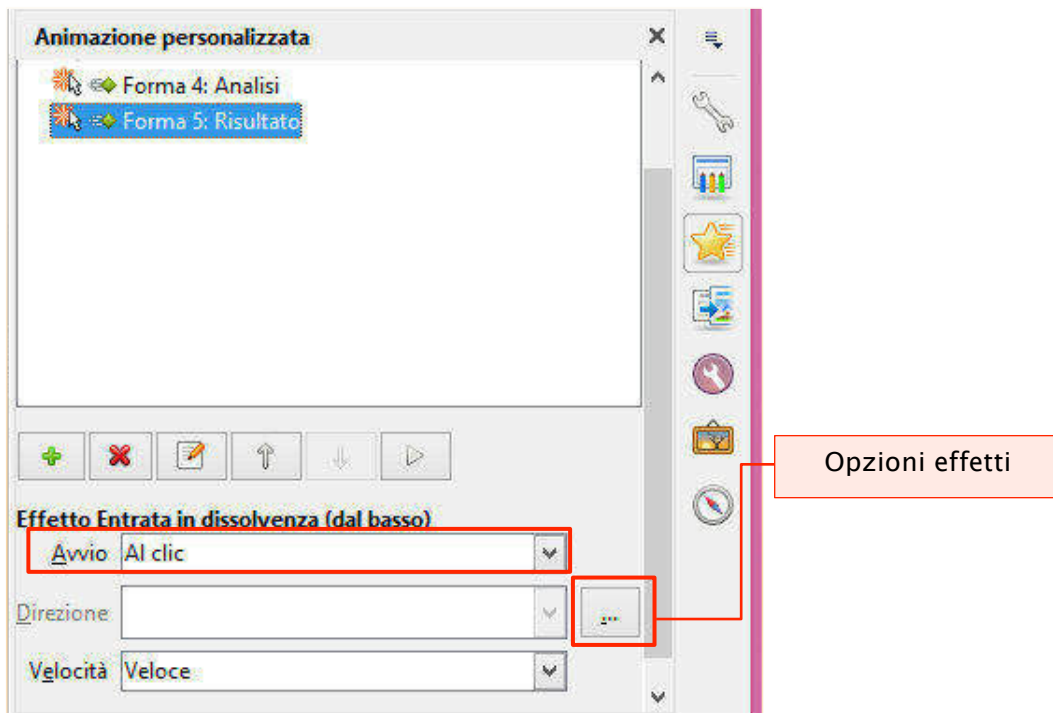 Animazione personalizzata
Forma 4: Analisi
Forma 5: Risultato
Opzioni effetti
Effetto Entrata in dissolvenza (dal basso)
Avvio Al clic
Direzione ...
Velocità Veloce